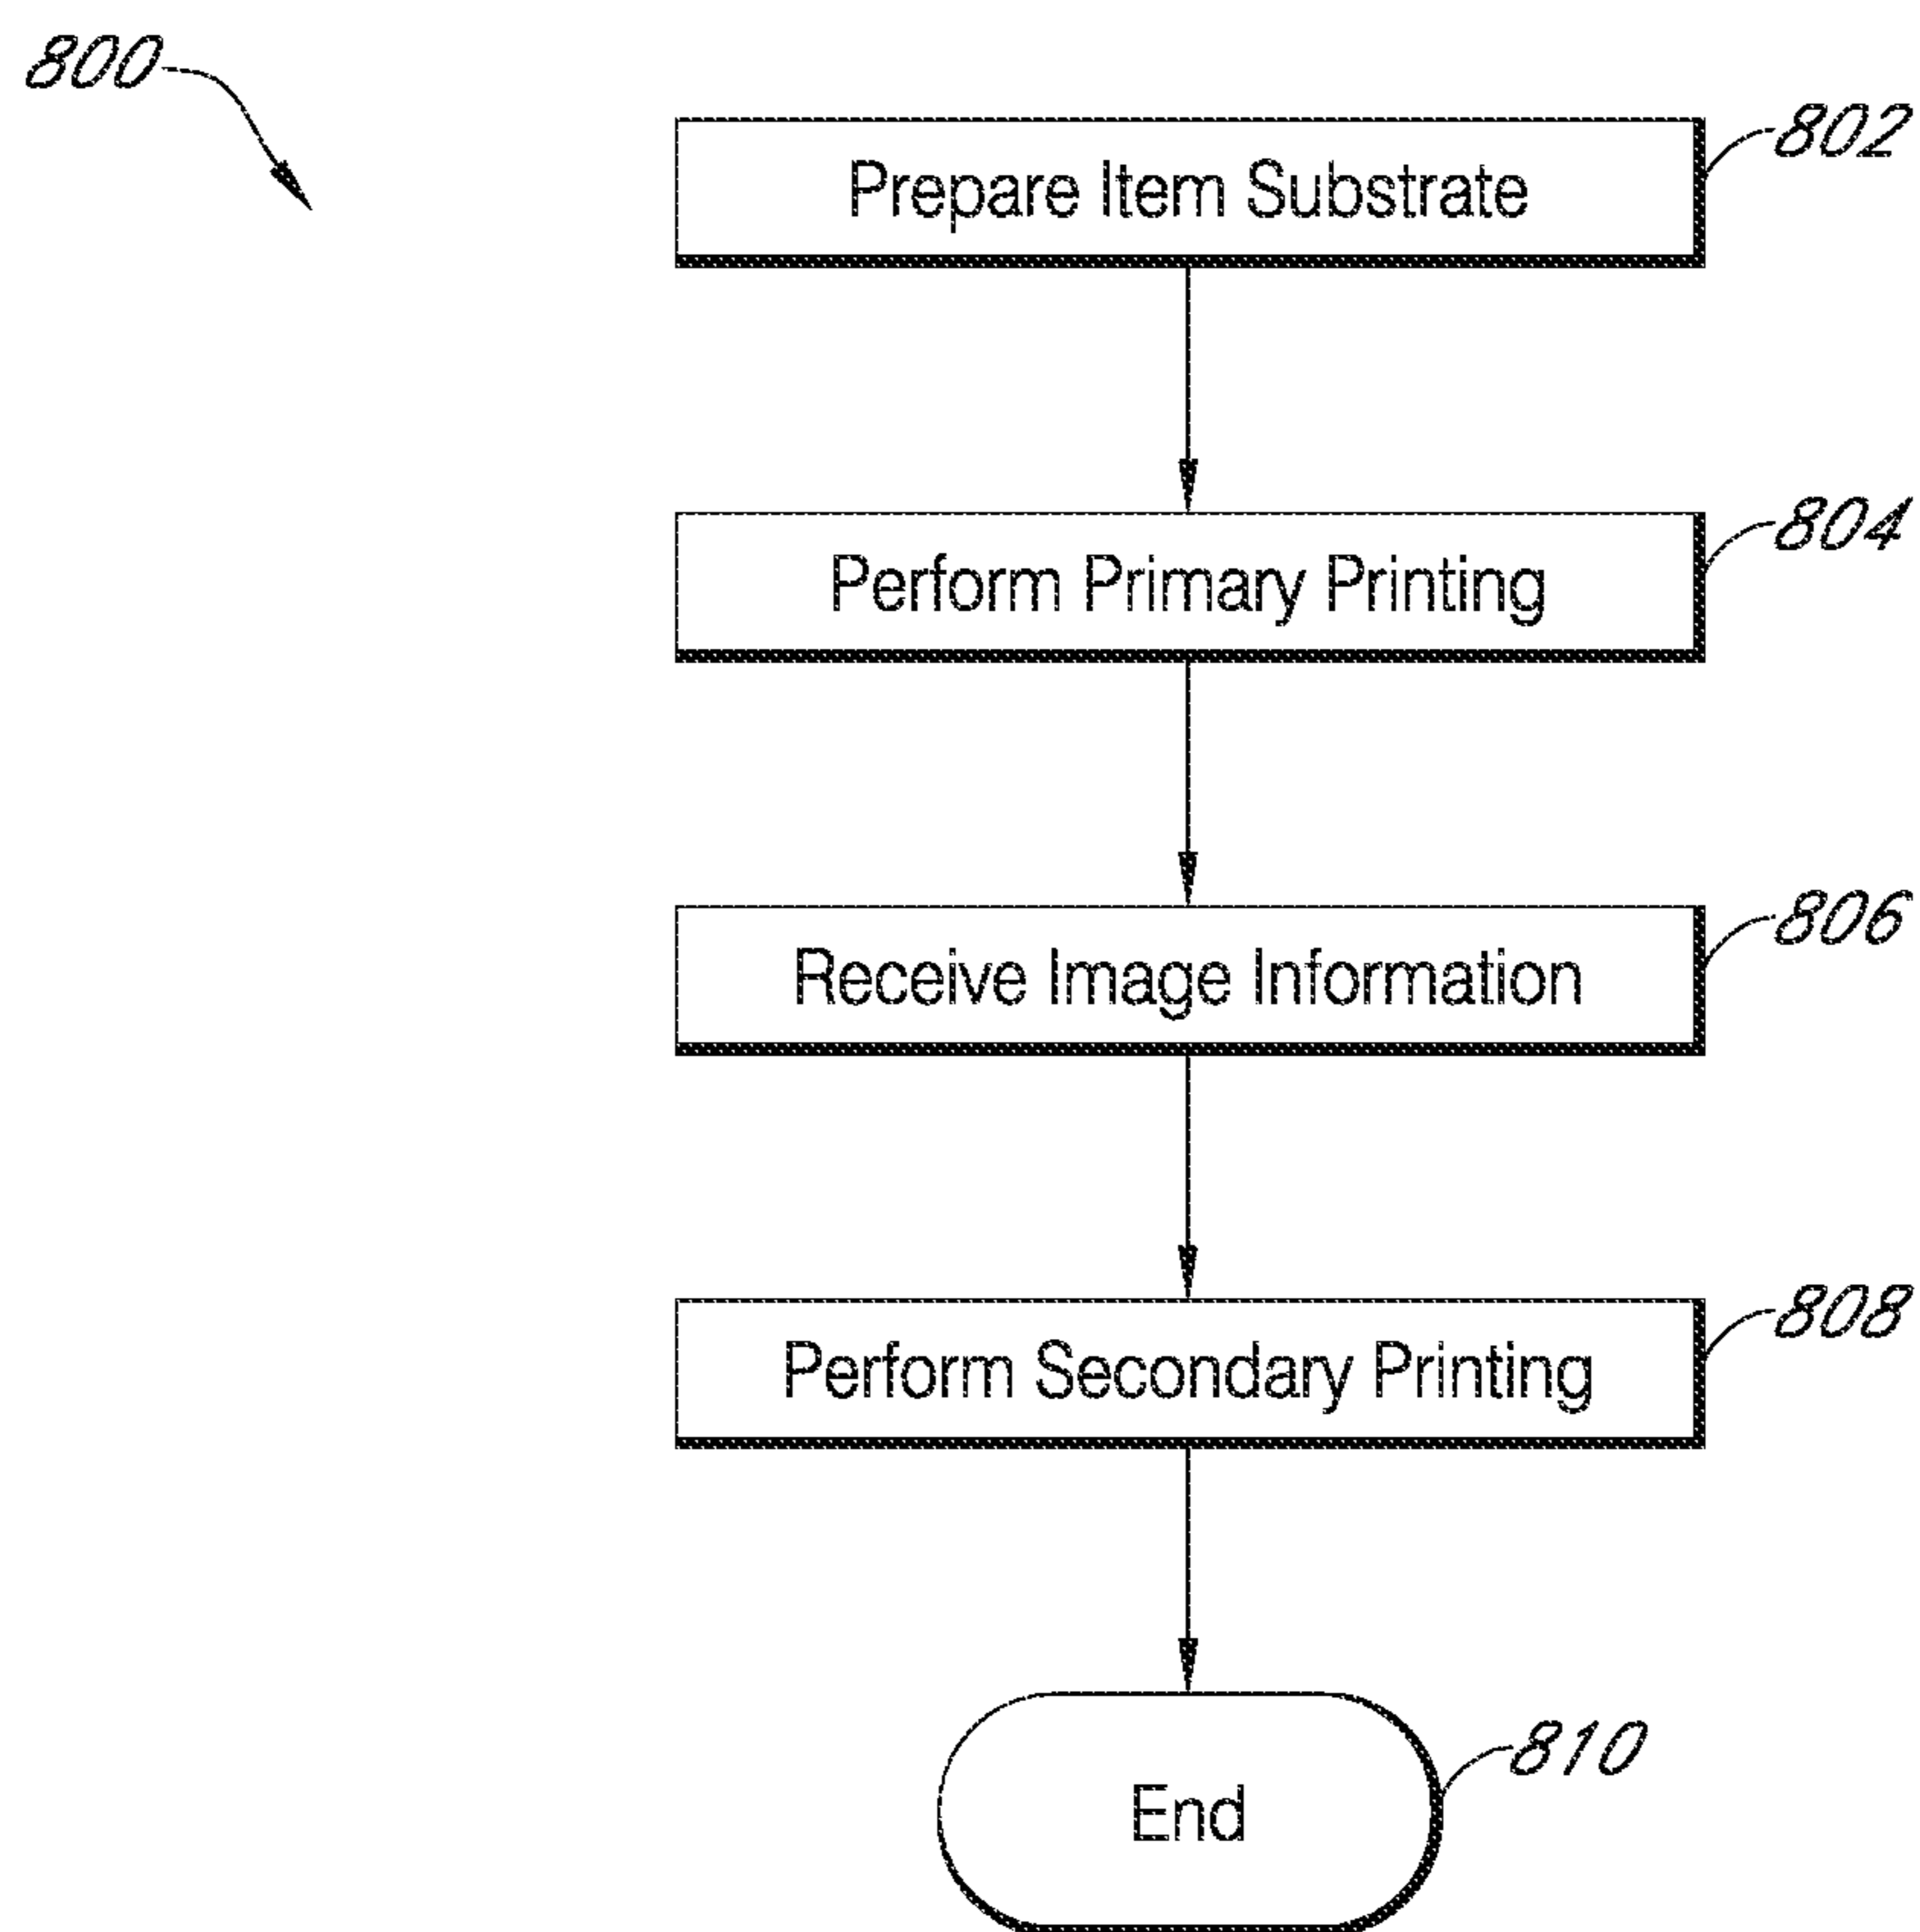 800
Prepare Item Substrate
802
Perform Primary Printing
804
Receive Image Information
806
Perform Secondary Printing
808
End
810